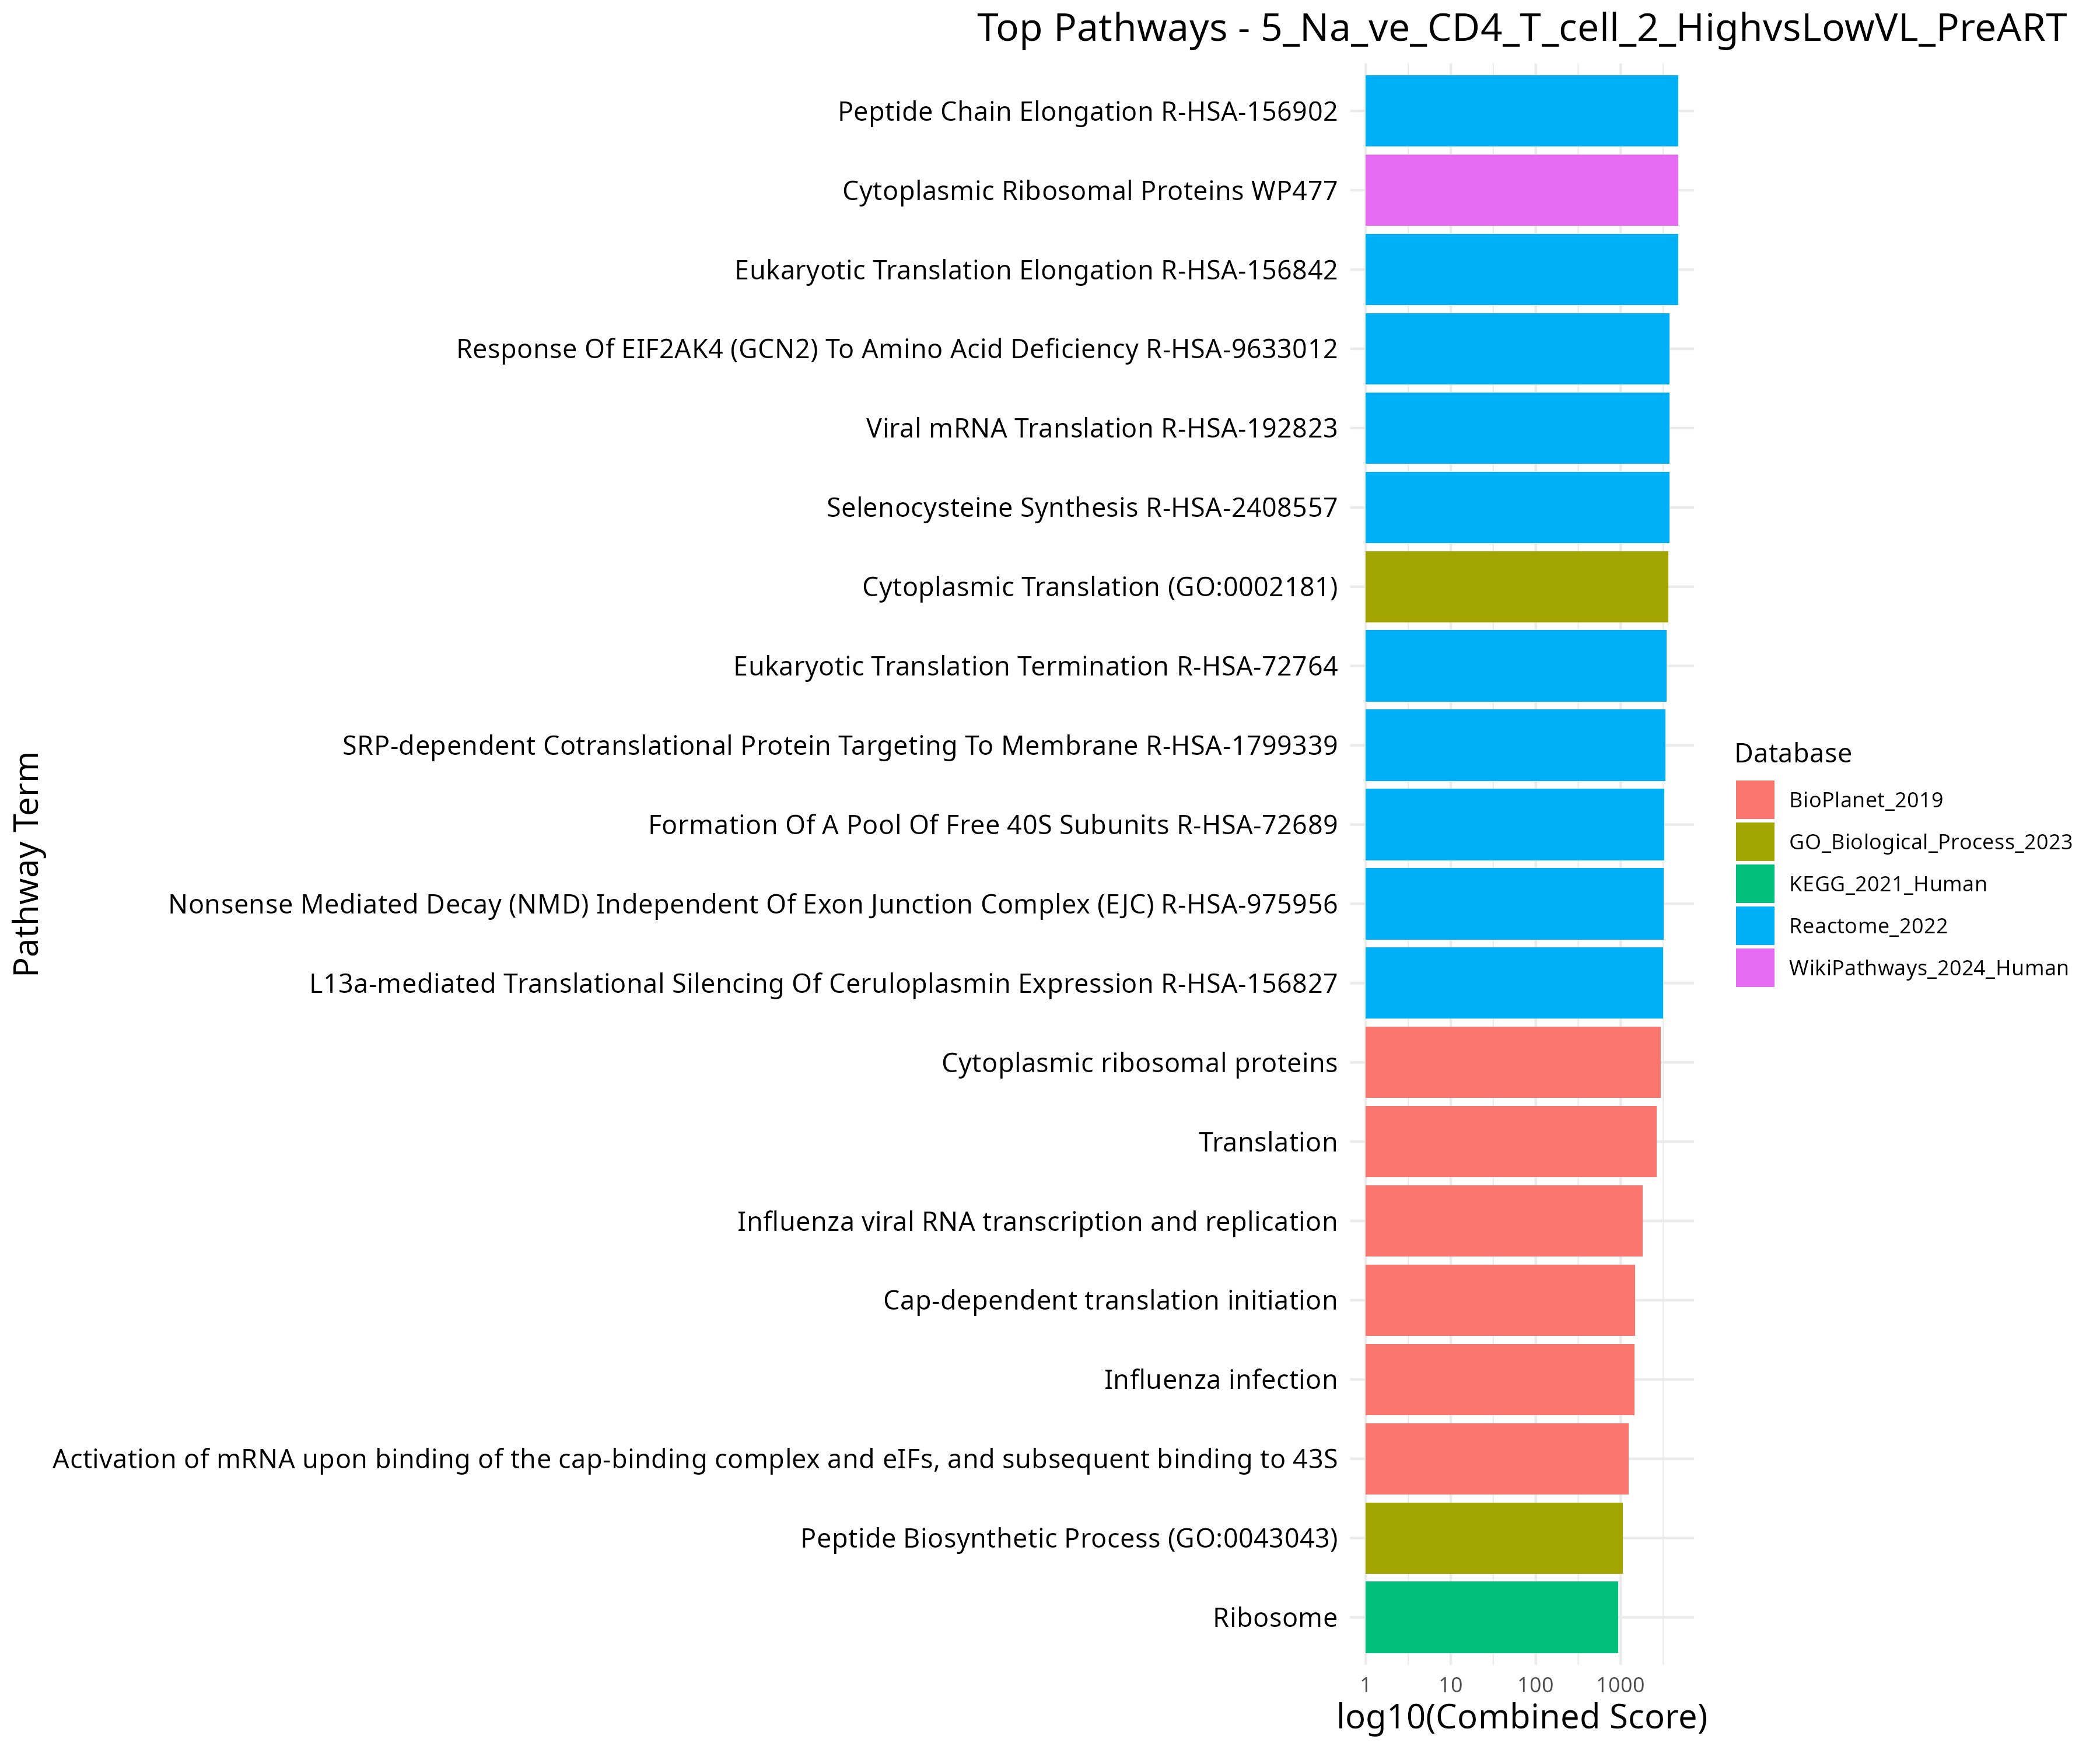 Top Pathways - 5_Na_ve_CD4_T_cell_2_HighvsLowVL_PreART
Pathway Term
Peptide Chain Elongation R-HSA-156902
Cytoplasmic Ribosomal Proteins WP477
Eukaryotic Translation Elongation R-HSA-156842
Response Of EIF2AK4 (GCN2) To Amino Acid Deficiency R-HSA-9633012
Viral mRNA Translation R-HSA-192823
Selenocysteine Synthesis R-HSA-2408557
Cytoplasmic Translation (GO:0002181)
Eukaryotic Translation Termination R-HSA-72764
SRP-dependent Cotranslational Protein Targeting To Membrane R-HSA-1799339
Formation Of A Pool Of Free 40S Subunits R-HSA-72689
Nonsense Mediated Decay (NMD) Independent Of Exon Junction Complex (EJC) R-HSA-975956
L13a-mediated Translational Silencing Of Ceruloplasmin Expression R-HSA-156827
Cytoplasmic ribosomal proteins
Translation
Influenza viral RNA transcription and replication
Cap-dependent translation initiation
Influenza infection
Activation of mRNA upon binding of the cap-binding complex and eIFs, and subsequent binding to 43S
Peptide Biosynthetic Process (GO:0043043)
Ribosome
1 10 100 1000
log10(Combined Score)
Database
BioPlanet_2019
GO_Biological_Process_2023
KEGG_2021_Human
Reactome_2022
WikiPathways_2024_Human